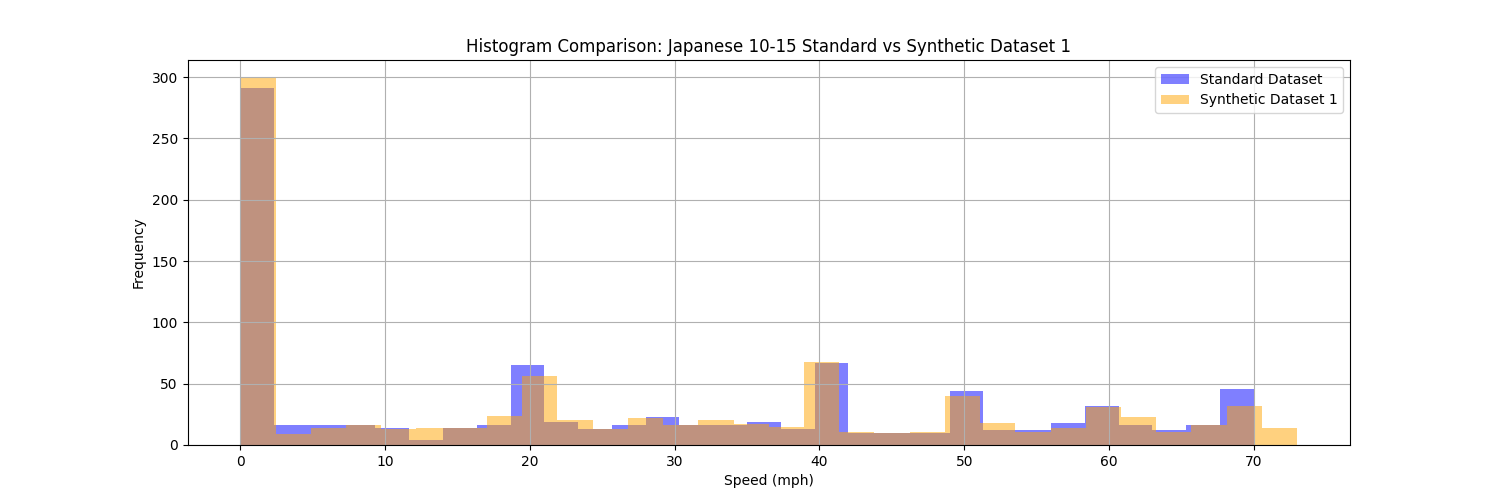 Histogram Comparison: Japanese 10-15 Standard vs Synthetic Dataset 1
Standard Dataset
Synthetic Dataset 1
300
250
200
150
100
50
0
Frequency
0 10 20 30 40 50 60 70
Speed (mph)